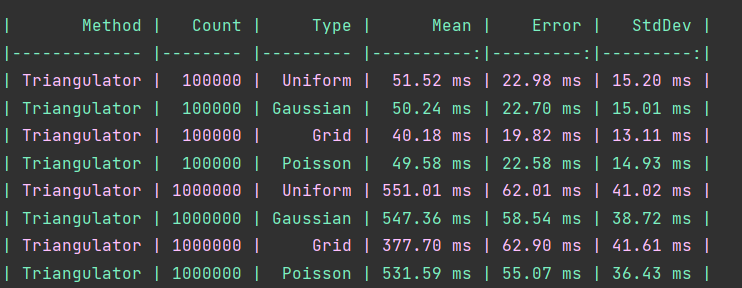 |        Method |   Count |     Type |       Mean |    Error |   StdDev |
|------------- |-------- |--------- |----------:|---------:|---------:|
| Triangulator |  100000 |  Uniform |  51.52 ms | 22.98 ms | 15.20 ms |
| Triangulator |  100000 | Gaussian |  50.24 ms | 22.70 ms | 15.01 ms |
| Triangulator |  100000 |     Grid |  40.18 ms | 19.82 ms | 13.11 ms |
| Triangulator |  100000 |  Poisson |  49.58 ms | 22.58 ms | 14.93 ms |
| Triangulator | 1000000 |  Uniform | 551.01 ms | 62.01 ms | 41.02 ms |
| Triangulator | 1000000 | Gaussian | 547.36 ms | 58.54 ms | 38.72 ms |
| Triangulator | 1000000 |     Grid | 377.70 ms | 62.90 ms | 41.61 ms |
| Triangulator | 1000000 |  Poisson | 531.59 ms | 55.07 ms | 36.43 ms |